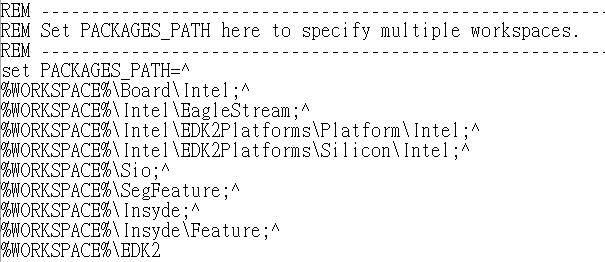 REM ------------------------------------------------------------------
REM Set PACKAGES_PATH here to specify multiple workspaces.
REM ------------------------------------------------------------------
set PACKAGES_PATH=^
%WORKSPACE%\Board\Intel;^
%WORKSPACE%\Intel\EagleStream;^
%WORKSPACE%\Intel\EDK2Platforms\Platform\Intel;^
%WORKSPACE%\Intel\EDK2Platforms\Silicon\Intel;^
%WORKSPACE%\Sio;^
%WORKSPACE%\SegFeature;^
%WORKSPACE%\Insyde;^
%WORKSPACE%\Insyde\Feature;^
%WORKSPACE%\EDK2